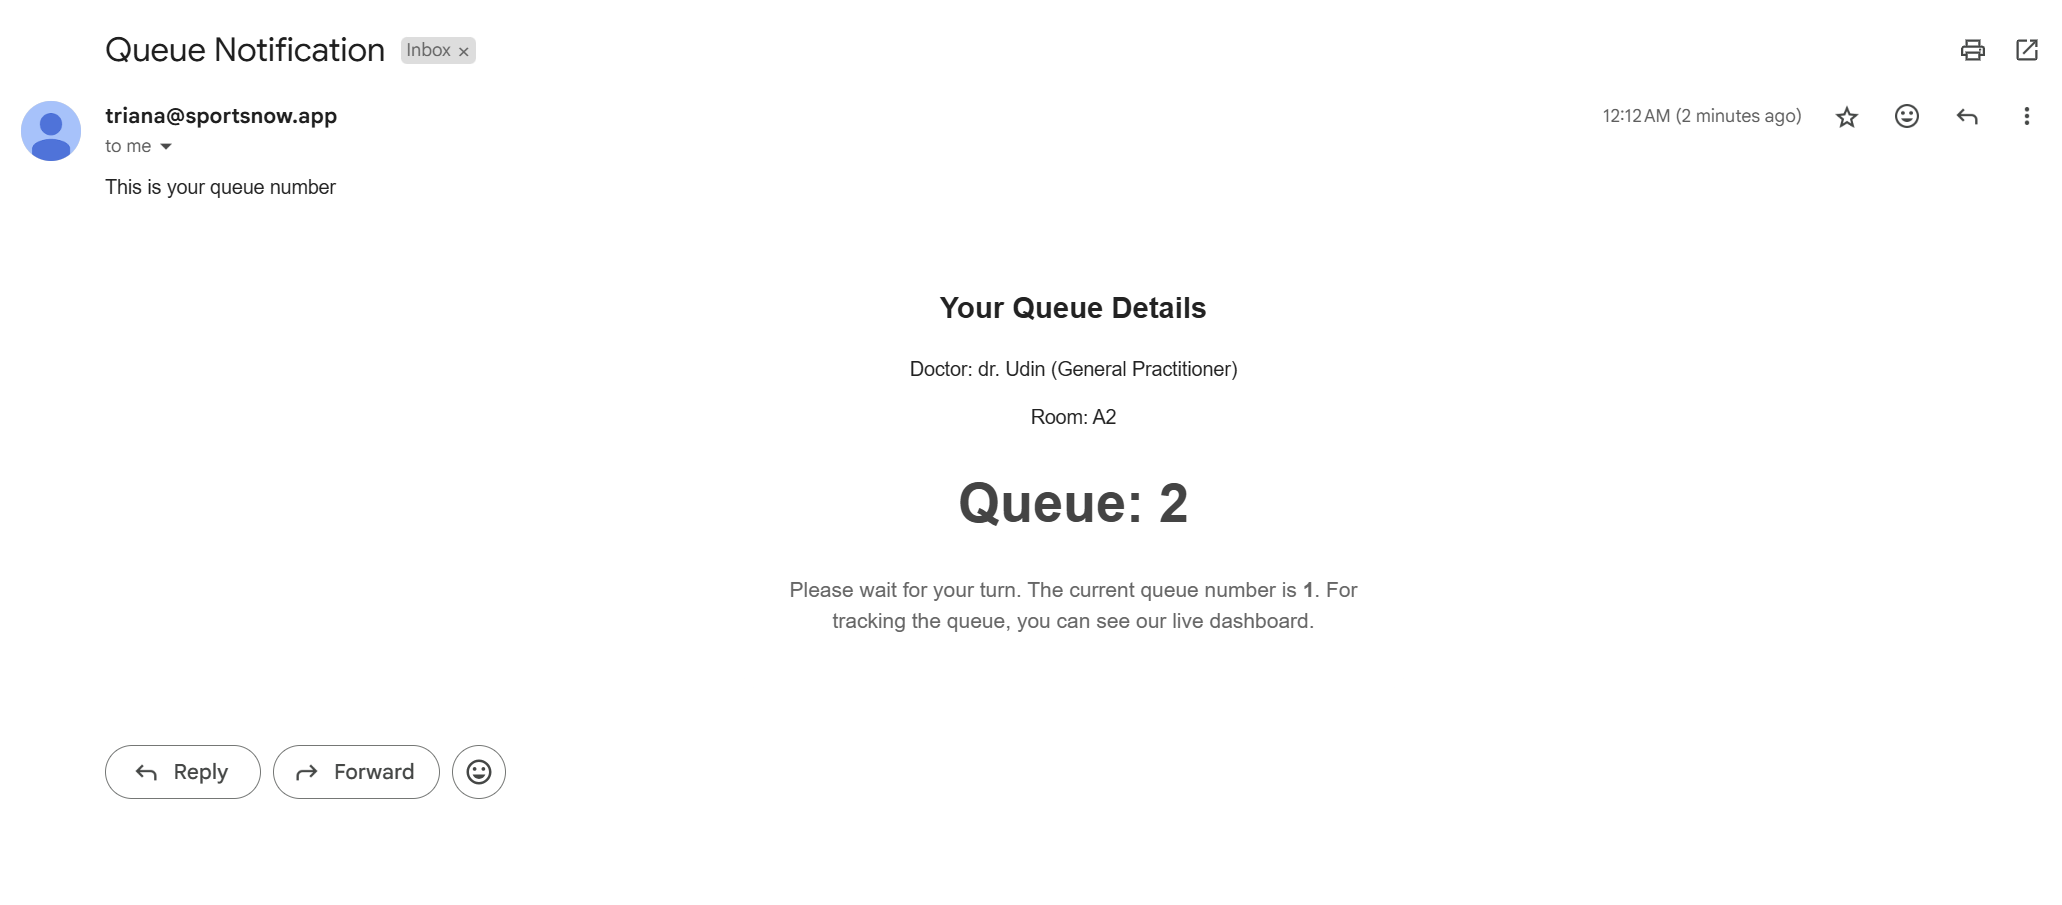 Queue Notification
Inbox ×
triana@sportsnow.app
12:12 AM (2 minutes ago)
to me
This is your queue number
Your Queue Details
Doctor: dr. Udin (General Practitioner)
Room: A2
Queue: 2
Please wait for your turn. The current queue number is 1. For
tracking the queue, you can see our live dashboard.
Reply
Forward